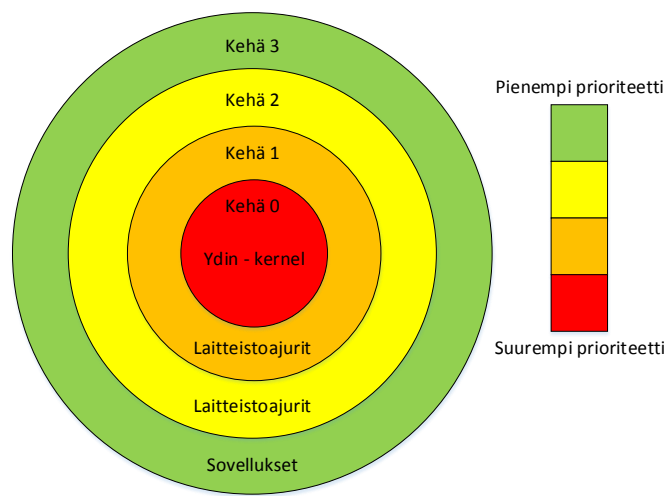 Kehä 3
Kehä 2
Kehä 1
Kehä 0
Ydin - kernel
Laitteistoajurit
Laitteistoajurit
Sovellukset
Pienempi prioriteetti
Suurempi prioriteetti